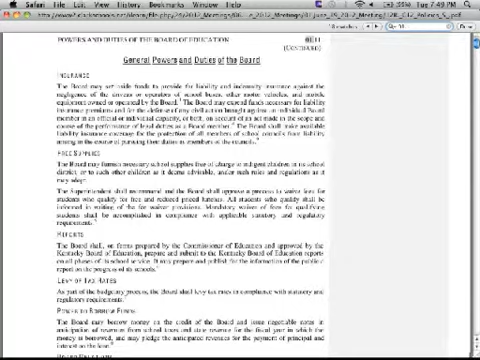 Safari File Edit View History Bookmarks Window Help
Tue 7:49 PM
POWERS AND DUTIES OF THE BOARD OF EDUCATION
(CONTINUED)
General Powers and Duties of the Board
INSURANCE
The Board may set aside funds to provide for liability and indemnity insurance against the
negligence of the drivers or operators of school buses, other motor vehicles, and mobile
equipment owned or operated by the Board. The Board may expend funds necessary for liability
insurance premiums and for the defense of any civil action brought against an individual Board
member in an official or individual capacity, or both, on account of an act made in the scope and
course of the performance of legal duties as a Board member. The Board shall make available
liability insurance coverage for the protection of all members of school councils from liability
arising in the course of pursuing their duties as members of the councils.
FREE SUPPLIES
The Board may furnish necessary school supplies free of charge to indigent children in its school
district, or to such other children as it deems advisable, under such rules and regulations as it
may adopt.
The Superintendent shall recommend and the Board shall approve a process to waive fees for
students who qualify for free and reduced priced lunches. All students who qualify shall be
informed in writing of the fee waiver provisions. Mandatory waiver of fees for qualifying
students shall be accomplished in compliance with applicable statutory and regulatory
requirements.
REPORTS
The Board shall, on forms prepared by the Commissioner of Education and approved by the
Kentucky Board of Education, prepare and submit to the Kentucky Board of Education reports
on all phases of its school service. It may prepare and publish for the information of the public a
report on the progress of its schools.
LEVY OF TAX RATES
As part of the budgetary process, the Board shall levy tax rates in compliance with statutory and
regulatory requirements.
POWER TO BORROW FUNDS
The Board may borrow money on the credit of the Board and issue negotiable notes in
anticipation of revenues from school taxes and state revenue for the fiscal year in which the
money is borrowed, and may pledge the anticipated revenues for the payment of principal and
interest on the loan.